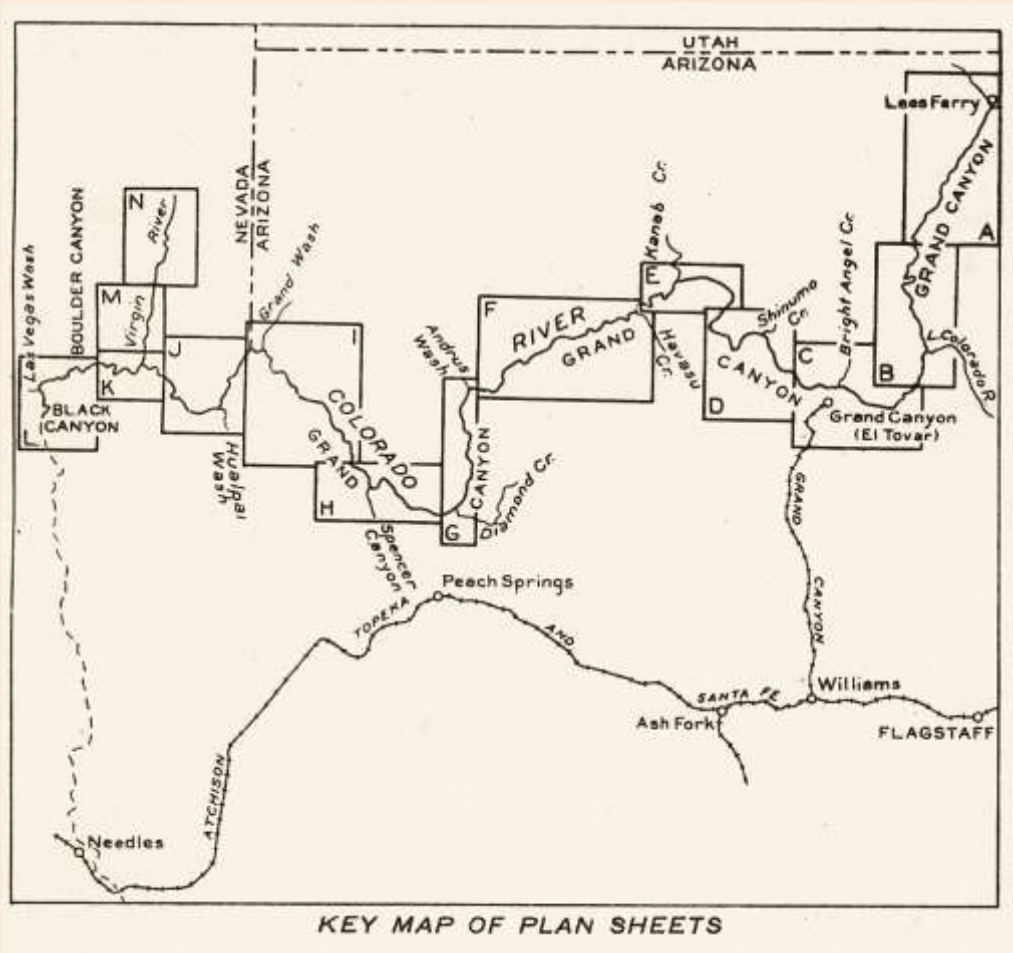 UTAH
ARIZONA
Lees Ferry
GRAND CANYON
A
NEVADA
ARIZONA
N
River
BOULDER CANYON
Las Vegas Wash
M
Virgin
J
K
BLACK
CANYON
Hualpai
Wash
Grand Wash
I
COLORADO
GRAND
H
Spencer
Canyon
Andrus
Wash
CANYON
G
Diamond Cr.
F
RIVER
GRAND
Kanab Cr.
E
Havasu
Cr.
Shinumo
Cr.
CANYON
D
C
Bright Angel Cr.
B
Colorado R
Grand Canyon
(El Tovar)
GRAND
CANYON
Peach Springs
ATCHISON
TOPEKA
AND
SANTA FE
Williams
Ash Fork
FLAGSTAFF
Needles
KEY MAP OF PLAN SHEETS